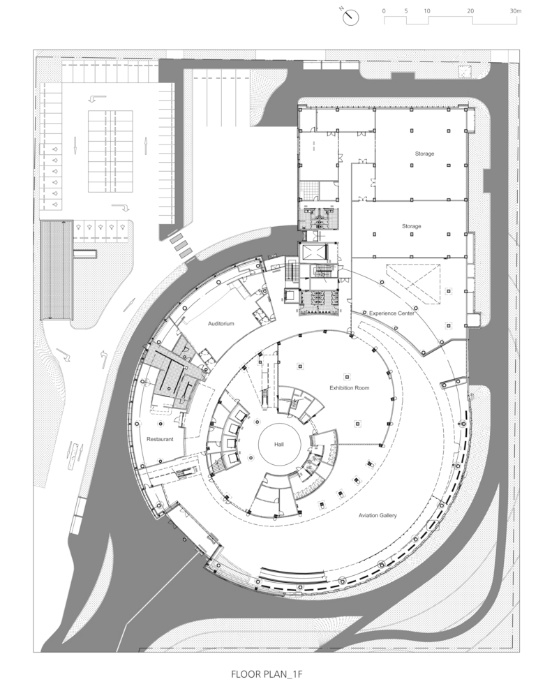 N
0 5 10 20 30m
Storage
Storage
Experience Center
Auditorium
Exhibition Room
Restaurant
Hall
Aviation Gallery
FLOOR PLAN_1F